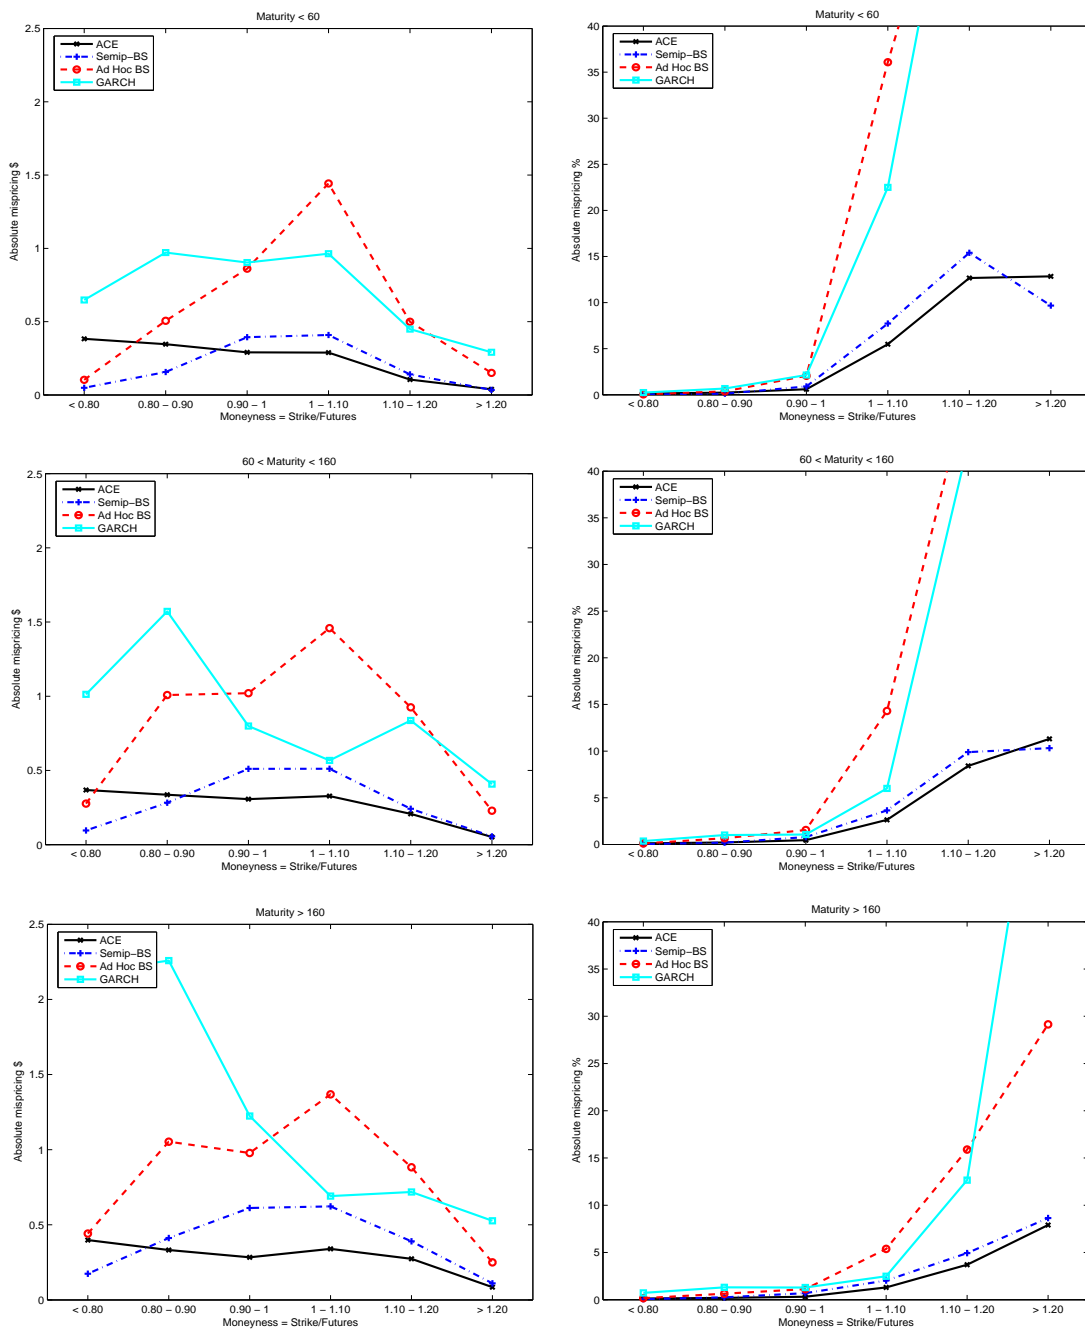 Maturity < 60
2.5
2
1.5
1
0.5
0
Absolute mispricing $
ACE
Semip−BS
Ad Hoc BS
GARCH
< 0.80 0.80 − 0.90 0.90 − 1 1 − 1.10 1.10 − 1.20 > 1.20
Moneyness = Strike/Futures
Maturity < 60
40
35
30
25
20
15
10
5
0
Absolute mispricing %
ACE
Semip−BS
Ad Hoc BS
GARCH
< 0.80 0.80 − 0.90 0.90 − 1 1 − 1.10 1.10 − 1.20 > 1.20
Moneyness = Strike/Futures
60 < Maturity < 160
2.5
2
1.5
1
0.5
0
Absolute mispricing $
ACE
Semip−BS
Ad Hoc BS
GARCH
< 0.80 0.80 − 0.90 0.90 − 1 1 − 1.10 1.10 − 1.20 > 1.20
Moneyness = Strike/Futures
60 < Maturity < 160
40
35
30
25
20
15
10
5
0
Absolute mispricing %
ACE
Semip−BS
Ad Hoc BS
GARCH
< 0.80 0.80 − 0.90 0.90 − 1 1 − 1.10 1.10 − 1.20 > 1.20
Moneyness = Strike/Futures
Maturity > 160
2.5
2
1.5
1
0.5
0
Absolute mispricing $
ACE
Semip−BS
Ad Hoc BS
GARCH
< 0.80 0.80 − 0.90 0.90 − 1 1 − 1.10 1.10 − 1.20 > 1.20
Moneyness = Strike/Futures
Maturity > 160
40
35
30
25
20
15
10
5
0
Absolute mispricing %
ACE
Semip−BS
Ad Hoc BS
GARCH
< 0.80 0.80 − 0.90 0.90 − 1 1 − 1.10 1.10 − 1.20 > 1.20
Moneyness = Strike/Futures